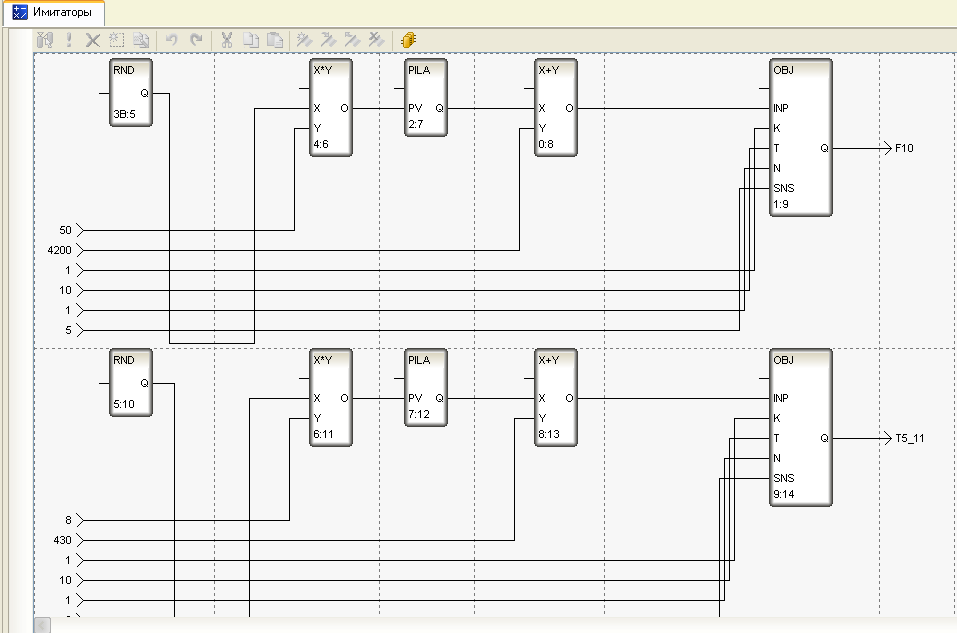 Имитаторы
RND
Q
3B:5
X*Y
X O
Y
4:6
PILA
PV Q
2:7
X+Y
X O
Y
0:8
OBJ
INP
K
T Q
N
SNS
1:9
F10
50
4200
1
10
1
5
RND
Q
5:10
X*Y
X O
Y
6:11
PILA
PV Q
7:12
X+Y
X O
Y
8:13
OBJ
INP
K
T Q
N
SNS
9:14
T5_11
8
430
1
10
1